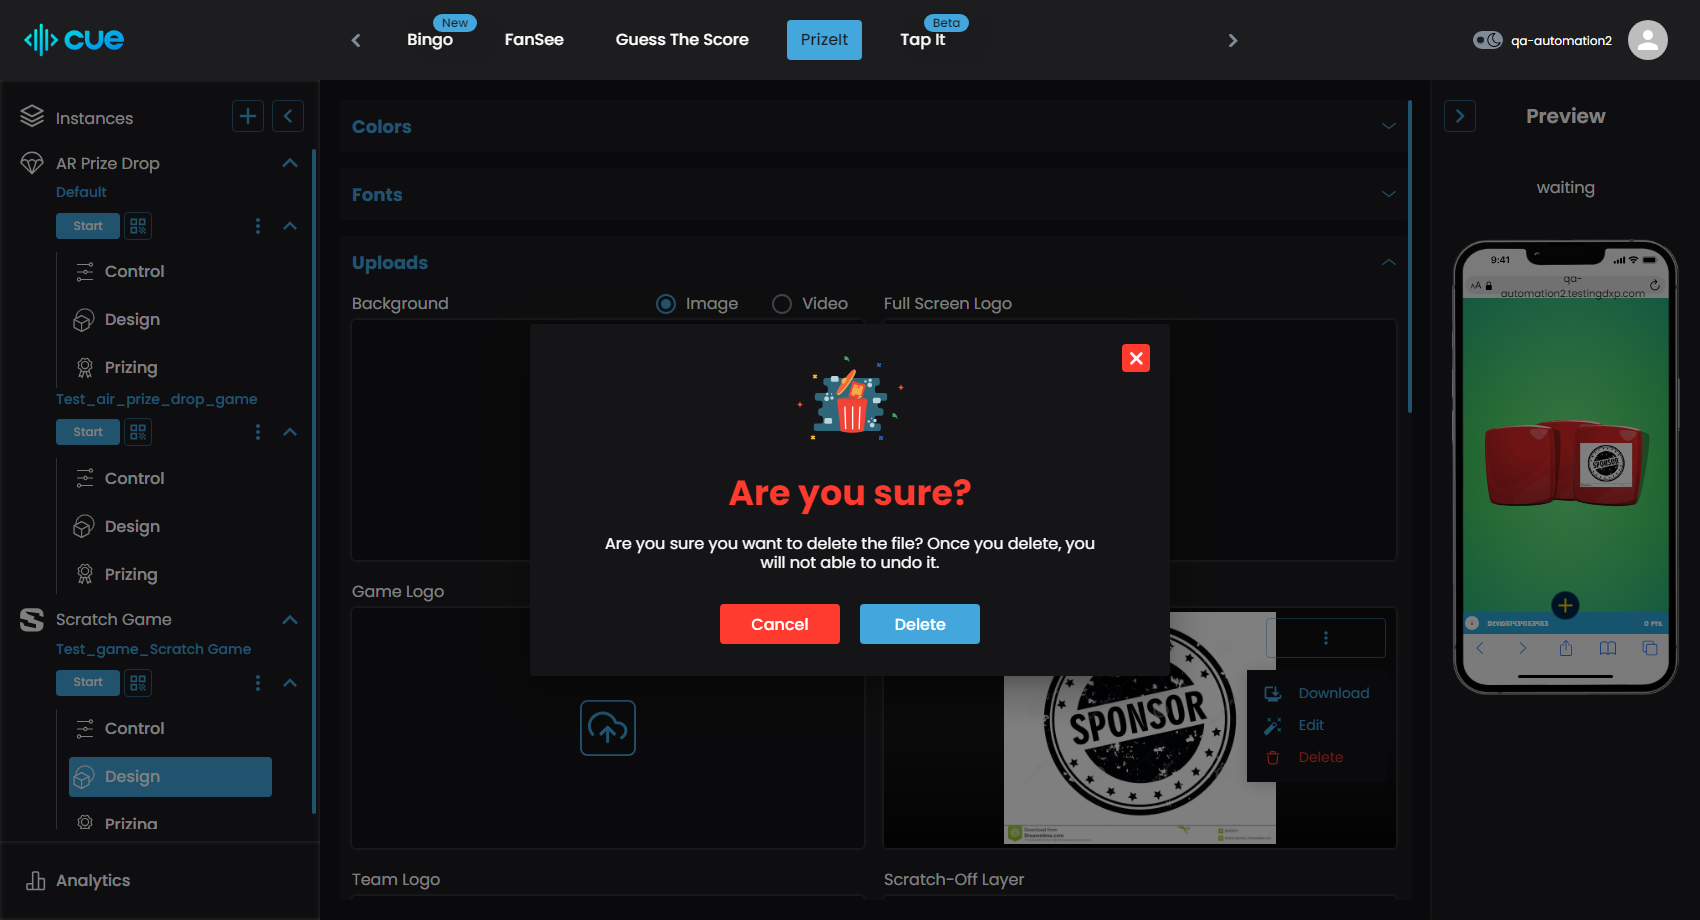 cue
Bingo
New
FanSee
Guess The Score
PrizeIt
Tap It
Beta
qa-automation2
Instances
AR Prize Drop
Default
Start
Control
Design
Prizing
Test_air_prize_drop_game
Start
Control
Design
Prizing
Scratch Game
Test_game_Scratch Game
Start
Control
Design
Prizing
Analytics
Colors
Fonts
Uploads
Background
Image
Video
Full Screen Logo
Are you sure?
Are you sure you want to delete the file? Once you delete, you
will not able to undo it.
Cancel
Delete
Game Logo
SPONSOR
Download
Edit
Delete
Team Logo
Scratch-Off Layer
Preview
waiting
9:41
AA
qa-
automation2.testingdxp.com
SPONSOR
0 PTS.